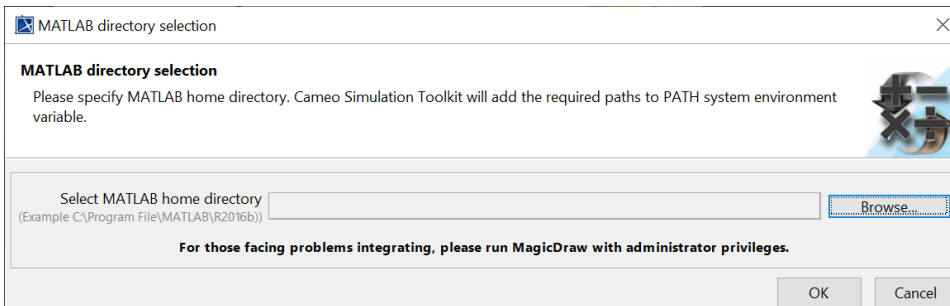 MATLAB directory selection
MATLAB directory selection
Please specify MATLAB home directory. Cameo Simulation Toolkit will add the required paths to PATH system environment
variable.
Select MATLAB home directory
Browse...
(Example C:\Program File\MATLAB\R2016b))
For those facing problems integrating, please run MagicDraw with administrator privileges.
OK Cancel